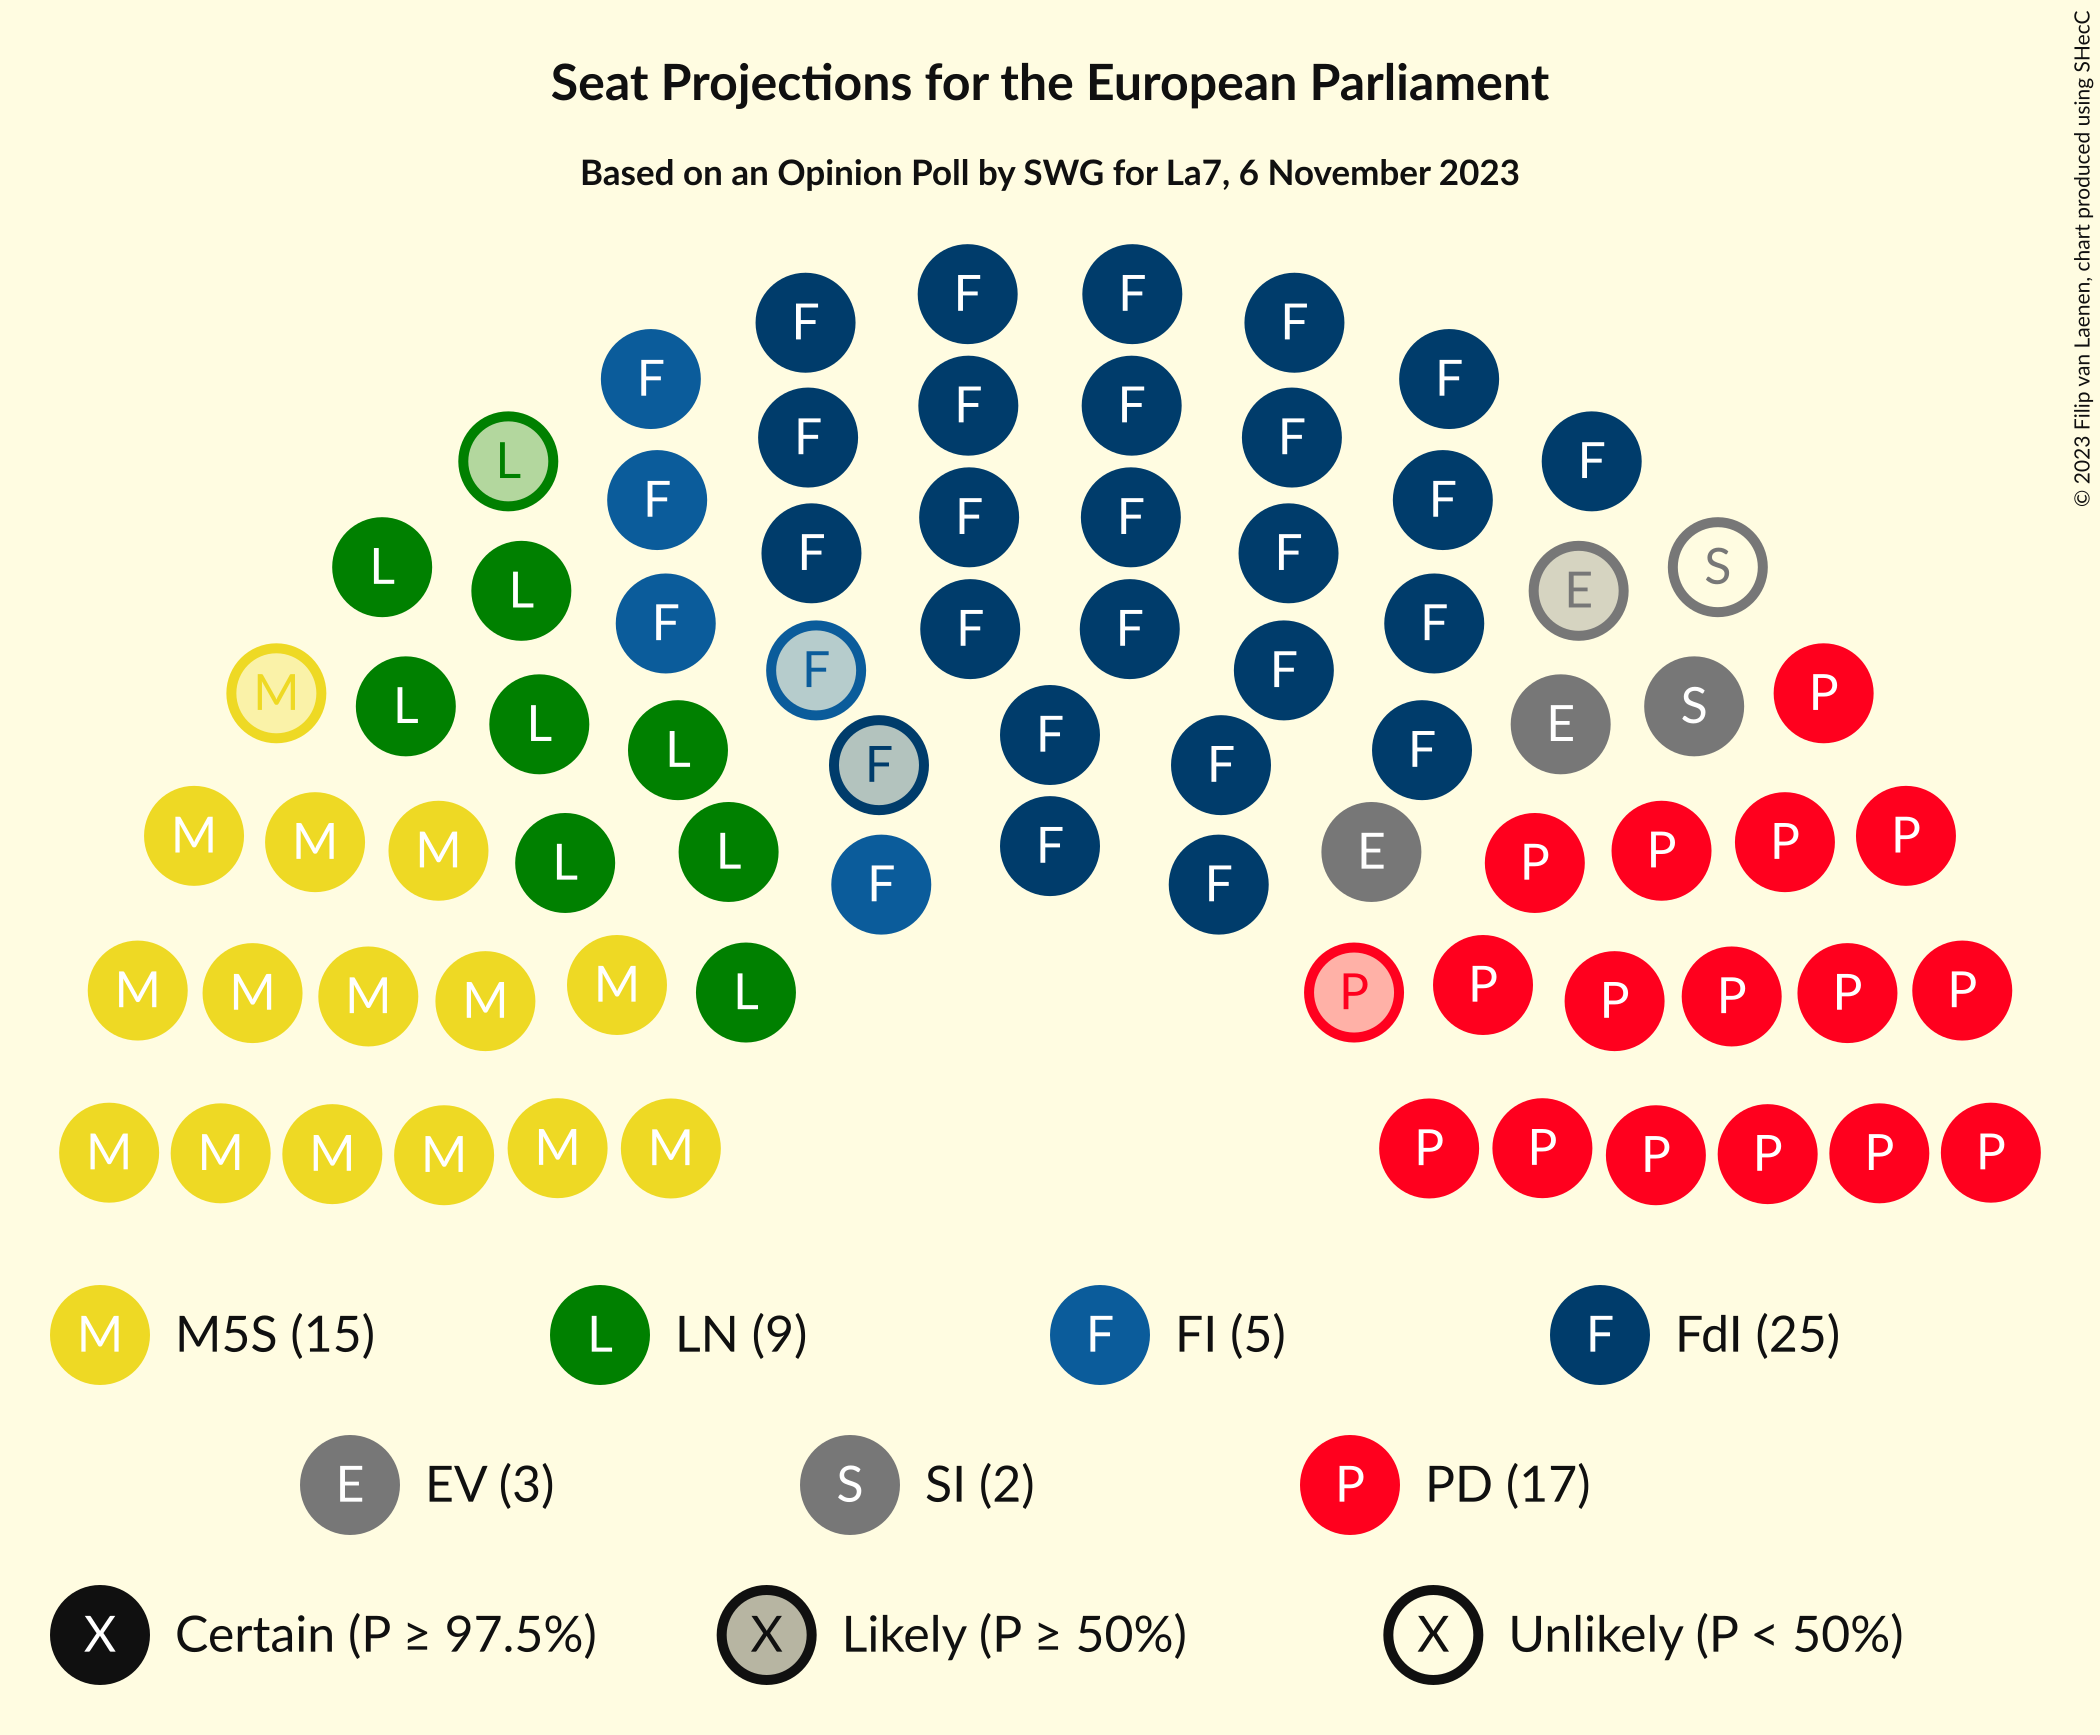 Seat Projections for the European Parliament
Based on an Opinion Poll by SWG for La7, 6 November 2023
© 2023 Filip van Laenen, chart produced using SHecC
F F
F F
F F
F F
F F
L F
F F F F
L L F
F F
E S
F F
F F
M L L L
F F
E S P
F F F F
M M M L L
F F F
E P P P P
M M M M M L
P P P P P P
M M M M M M
P P P P P P
M M5S (15) L LN (9) F FI (5) F FdI (25)
E EV (3) S SI (2) P PD (17)
X Certain (P ≥ 97.5%) X Likely (P ≥ 50%) X Unlikely (P < 50%)